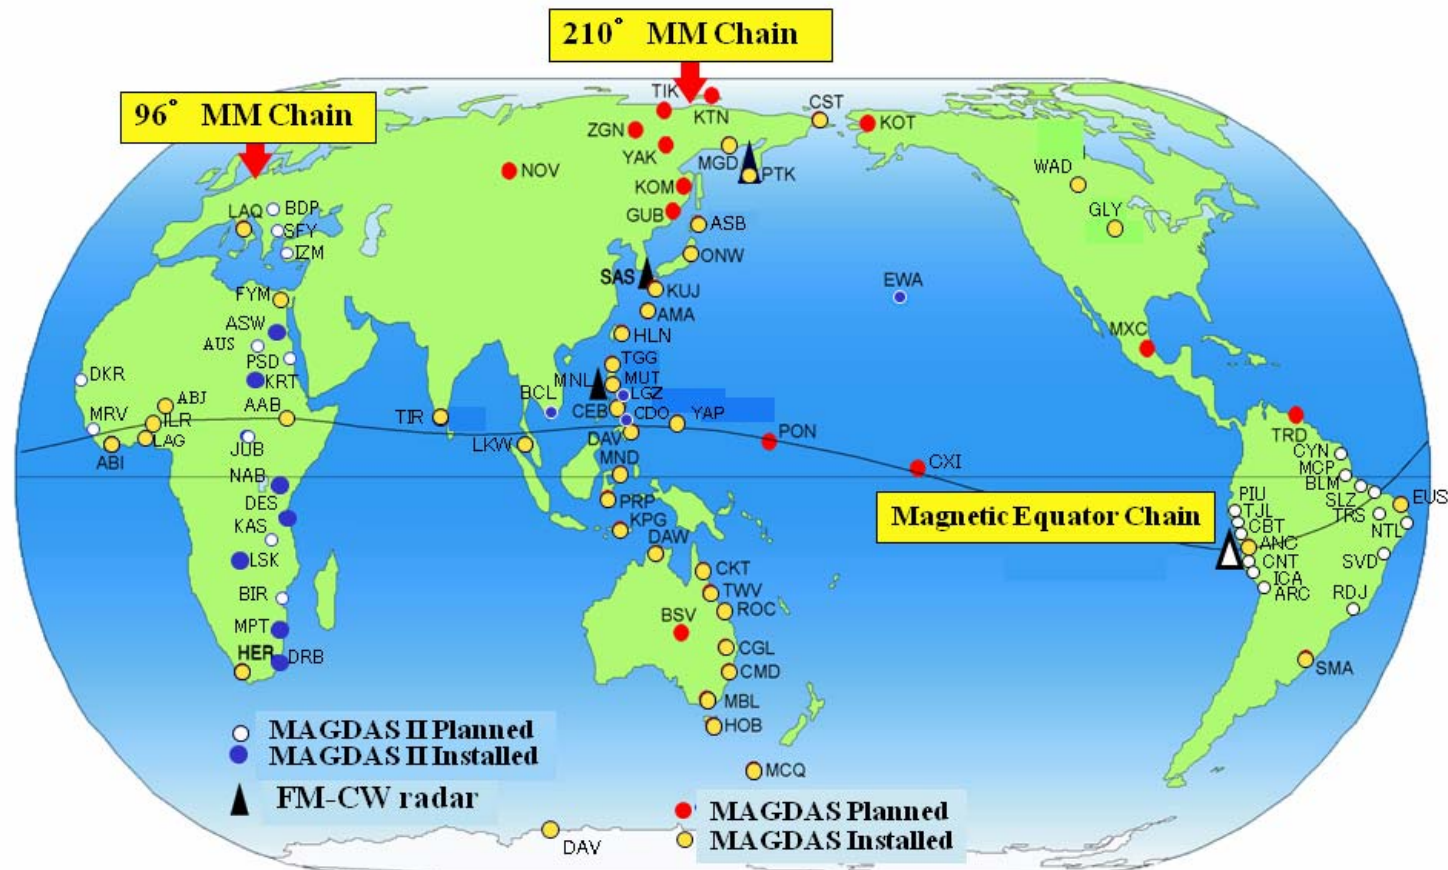 210° MM Chain
96° MM Chain
TIK
KTN
CST
KOT
ZGN
YAK
MGD
PTK
WAD
NOV
KOM
GUB
GLY
LAQ
BDP
SFY
IZM
ASB
ONW
SAS
KUJ
EWA
FYM
AMA
ASW
HLN
MXC
AUS
PSD
TGG
DKR
KRT
MNL
MUT
LGZ
BCL
ABJ
AAB
CEB
CDO
MRV
ILR
TIR
YAP
LAG
TRD
ABI
JUB
LKW
DAV
PON
CYN
NAB
MND
CXI
MCP
BLM
DES
PRP
Magnetic Equator Chain
PIU
SLZ
EUS
KAS
KPG
TJL
TRS
CBT
NTL
DAW
ANC
LSK
CKT
CNT
SVD
ICA
BIR
TWV
ARC
RDJ
ROC
MPT
BSV
HER
DRB
CGL
CMD
SMA
MBL
HOB
MAGDAS II Planned
MAGDAS II Installed
MCQ
FM-CW radar
MAGDAS Planned
MAGDAS Installed
DAV